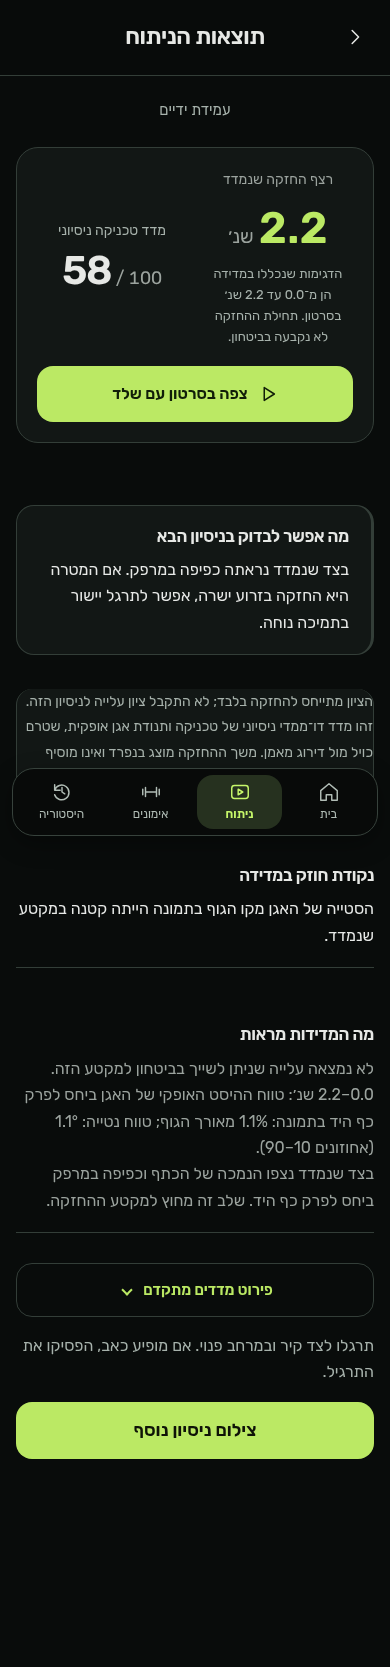 תוצאות הניתוח
עמידת ידיים
רצף החזקה שנמדד
2.2 שנ׳
הדגימות שנכללו במדידה
הן מ־0.0 עד 2.2 שנ׳
בסרטון. תחילת ההחזקה
לא נקבעה בביטחון.
מדד טכניקה ניסיוני
58 / 100
צפה בסרטון עם שלד
מה אפשר לבדוק בניסיון הבא
בצד שנמדד נראתה כפיפה במרפק. אם המטרה
היא החזקה בזרוע ישרה, אפשר לתרגל יישור
בתמיכה נוחה.
הציון מתייחס להחזקה בלבד; לא התקבל ציון עלייה לניסיון הזה.
זהו מדד דו־ממדי ניסיוני של טכניקה ותנודת אגן אופקית, שטרם
כויל מול דירוג מאמן. משך ההחזקה מוצג בנפרד ואינו מוסיף
בית
ניתוח
אימונים
היסטוריה
נקודת חוזק במדידה
הסטייה של האגן מקו הגוף בתמונה הייתה קטנה במקטע
שנמדד.
מה המדידות מראות
לא נמצאה עלייה שניתן לשייך בביטחון למקטע הזה.
0.0–2.2 שנ׳: טווח ההיסט האופקי של האגן ביחס לפרק
כף היד בתמונה: 1.1% מאורך הגוף; טווח נטייה: 1.1°
(אחוזונים 10–90).
בצד שנמדד נצפו הנמכה של הכתף וכפיפה במרפק
ביחס לפרק כף היד. שלב זה מחוץ למקטע ההחזקה.
פירוט מדדים מתקדם
תרגלו לצד קיר ובמרחב פנוי. אם מופיע כאב, הפסיקו את
התרגיל.
צילום ניסיון נוסף